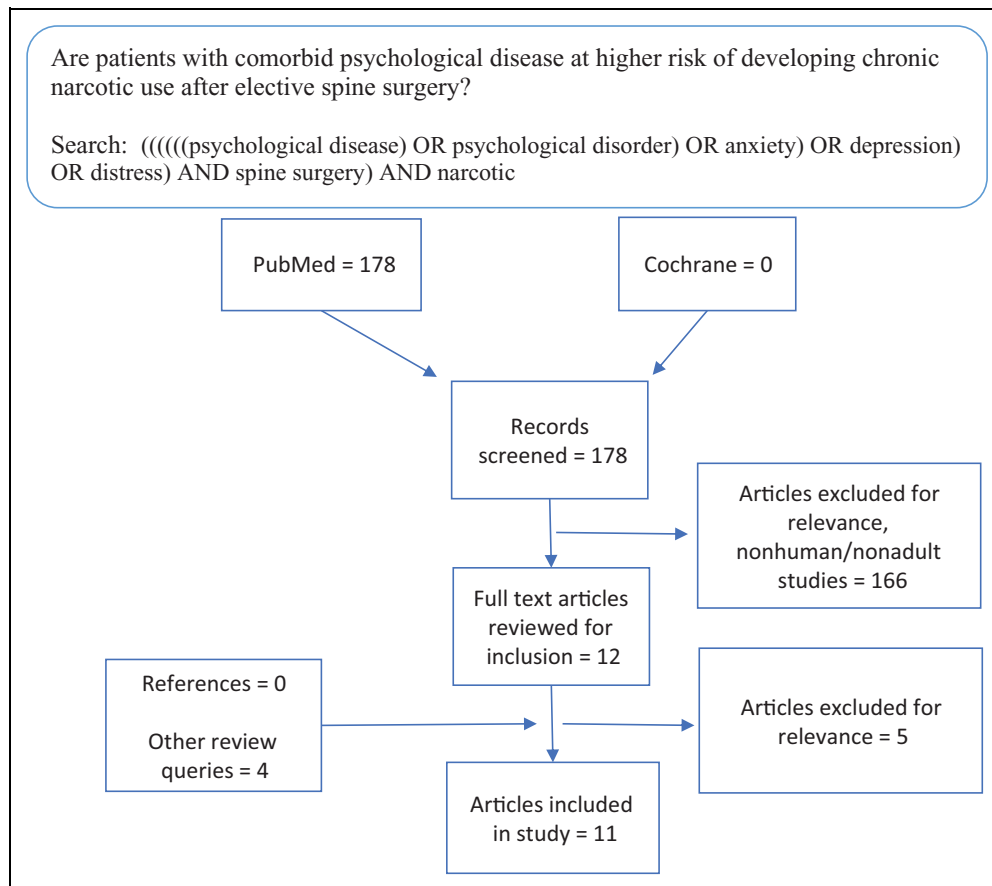 Are patients with comorbid psychological disease at higher risk of developing chronic
narcotic use after elective spine surgery?
Search: ((((((psychological disease) OR psychological disorder) OR anxiety) OR depression)
OR distress) AND spine surgery) AND narcotic
PubMed = 178
Cochrane = 0
Records
screened = 178
Articles excluded for
relevance,
nonhuman/nonadult
studies = 166
Full text articles
reviewed for
inclusion = 12
References = 0
Other review
queries = 4
Articles excluded for
relevance = 5
Articles included
in study = 11